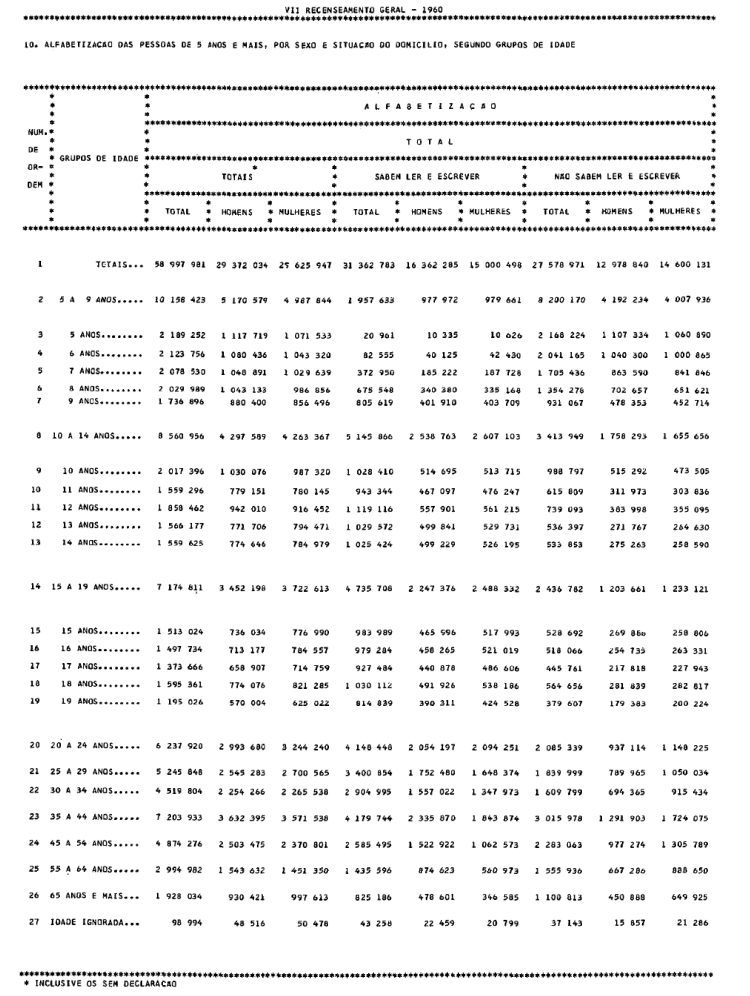 VII RECENSEAMENTO GERAL - 1960
10. ALFABETIZACAO DAS PESSOAS DE 5 ANOS E MAIS, POR SEXO E SITUACAO DO DOMICILIO, SEGUNDO GRUPOS DE IDADE
A L F A B E T I Z A C A O
NUM. DE ORDEM * GRUPOS DE IDADE
T O T A L
TOTAIS* * SABEM LER E ESCREVER * NAO SABEM LER E ESCREVER
TOTAL * HOMENS * MULHERES * TOTAL * HOMENS * MULHERES * TOTAL * HOMENS * MULHERES
1 TOTAIS... 58 997 981 29 372 034 29 625 947 31 362 783 16 362 285 15 000 498 27 578 971 12 978 840 14 600 131
2 5 A 9 ANOS..... 10 158 423 5 170 579 4 987 844 1 957 633 977 972 979 661 8 200 170 4 192 234 4 007 936
3 5 ANOS........ 2 189 252 1 117 719 1 071 533 20 961 10 335 10 626 2 168 224 1 107 334 1 060 890
4 6 ANOS........ 2 123 756 1 080 436 1 043 320 82 555 40 125 42 430 2 041 165 1 040 300 1 000 865
5 7 ANOS........ 2 078 530 1 048 891 1 029 639 372 950 185 222 187 728 1 705 436 863 590 841 846
6 8 ANOS........ 2 029 989 1 043 133 986 856 675 548 340 380 335 168 1 354 278 702 657 651 621
7 9 ANOS........ 1 736 896 880 400 856 496 805 619 401 910 403 709 931 067 478 353 452 714
8 10 A 14 ANOS..... 8 560 956 4 297 589 4 263 367 5 145 866 2 538 763 2 607 103 3 413 949 1 758 293 1 655 656
9 10 ANOS........ 2 017 396 1 030 076 987 320 1 028 410 514 695 513 715 988 797 515 292 473 505
10 11 ANOS........ 1 559 296 779 151 780 145 943 344 467 097 476 247 615 809 311 973 303 836
11 12 ANOS........ 1 858 462 942 010 916 452 1 119 116 557 901 561 215 739 093 383 998 355 095
12 13 ANOS........ 1 566 177 771 706 794 471 1 029 572 499 841 529 731 536 397 271 767 264 630
13 14 ANOS........ 1 559 625 774 646 784 979 1 025 424 499 229 526 195 533 853 275 263 258 590
14 15 A 19 ANOS..... 7 174 811 3 452 198 3 722 613 4 735 708 2 247 376 2 488 332 2 436 782 1 203 661 1 233 121
15 15 ANOS........ 1 513 024 736 034 776 990 983 989 465 996 517 993 528 692 269 886 258 806
16 16 ANOS........ 1 497 734 713 177 784 557 979 284 458 265 521 019 518 066 254 735 263 331
17 17 ANOS........ 1 373 666 658 907 714 759 927 484 440 878 486 606 445 761 217 818 227 943
18 18 ANOS........ 1 595 361 774 076 821 285 1 030 112 491 926 538 186 564 656 281 839 282 817
19 19 ANOS........ 1 195 026 570 004 625 022 814 839 390 311 424 528 379 607 179 383 200 224
20 20 A 24 ANOS..... 6 237 920 2 993 680 3 244 240 4 148 448 2 054 197 2 094 251 2 085 339 937 114 1 148 225
21 25 A 29 ANOS..... 5 245 848 2 545 283 2 700 565 3 400 854 1 752 480 1 648 374 1 839 999 789 965 1 050 034
22 30 A 34 ANOS..... 4 519 804 2 254 266 2 265 538 2 904 995 1 557 022 1 347 973 1 609 799 694 365 915 434
23 35 A 44 ANOS..... 7 203 933 3 632 395 3 571 538 4 179 744 2 335 870 1 843 874 3 015 978 1 291 903 1 724 075
24 45 A 54 ANOS..... 4 874 276 2 503 475 2 370 801 2 585 495 1 522 922 1 062 573 2 283 063 977 274 1 305 789
25 55 A 64 ANOS..... 2 994 982 1 543 632 1 451 350 1 435 596 874 623 560 973 1 555 936 667 286 888 650
26 65 ANOS E MAIS... 1 928 034 930 421 997 613 825 186 478 601 346 585 1 100 813 450 888 649 925
27 IDADE IGNORADA... 98 994 48 516 50 478 43 258 22 459 20 799 37 143 15 857 21 286
* INCLUSIVE OS SEM DECLARACAO